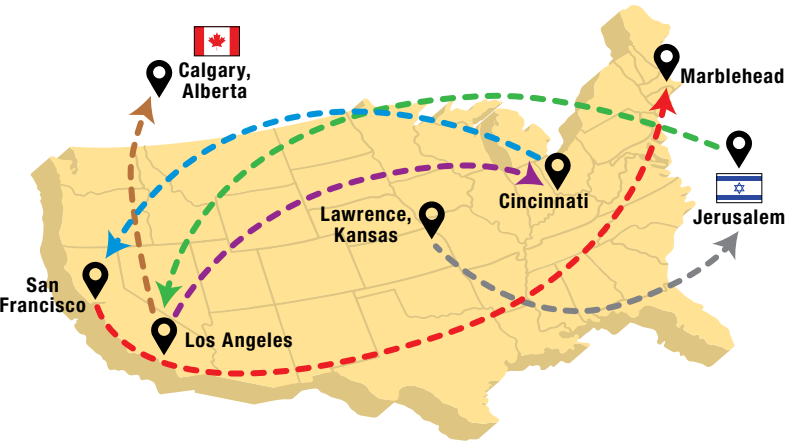 Calgary,
Alberta
Marblehead
Cincinnati
Lawrence,
Kansas
Jerusalem
San
Francisco
Los Angeles